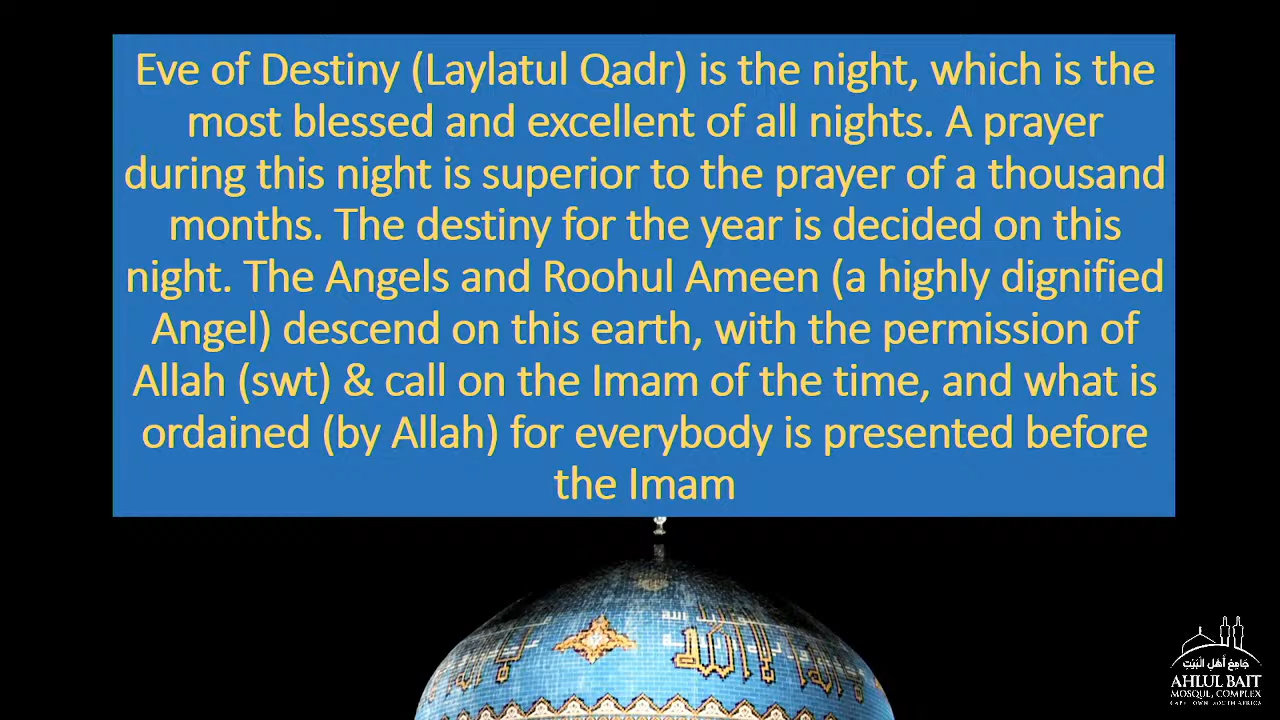 Eve of Destiny (Laylatul Qadr) is the night, which is the
most blessed and excellent of all nights. A prayer
during this night is superior to the prayer of a thousand
months. The destiny for the year is decided on this
night. The Angels and Roohul Ameen (a highly dignified
Angel) descend on this earth, with the permission of
Allah (swt) & call on the Imam of the time, and what is
ordained (by Allah) for everybody is presented before
the Imam
جامع أهل البيت
AHLUL BAIT
MOSQUE COMPLEX
CAPE TOWN, SOUTH AFRICA